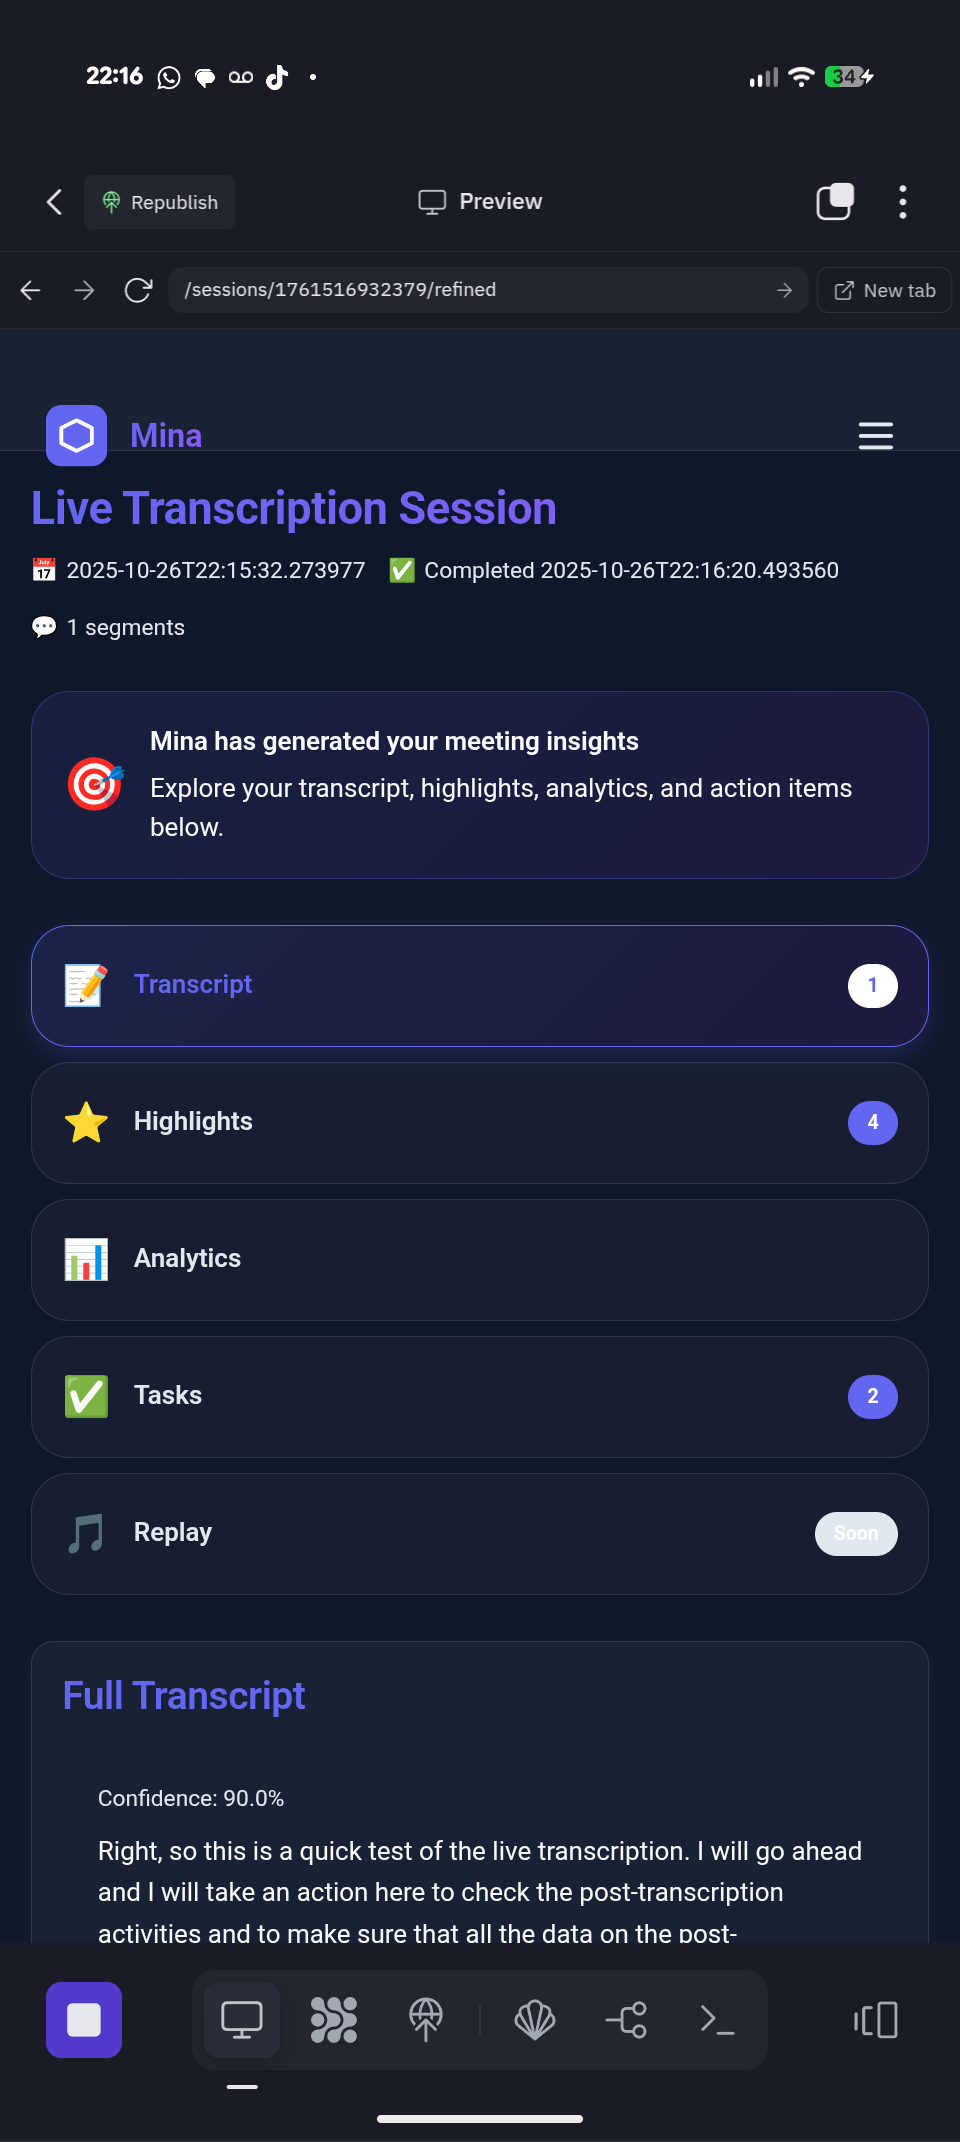 22:16
34
Republish
Preview
/sessions/1761516932379/refined
New tab
Mina
Live Transcription Session
2025-10-26T22:15:32.273977
Completed 2025-10-26T22:16:20.493560
1 segments
Mina has generated your meeting insights
Explore your transcript, highlights, analytics, and action items
below.
Transcript
1
Highlights
4
Analytics
Tasks
2
Replay
Soon
Full Transcript
Confidence: 90.0%
Right, so this is a quick test of the live transcription. I will go ahead
and I will take an action here to check the post-transcription
activities and to make sure that all the data on the post-